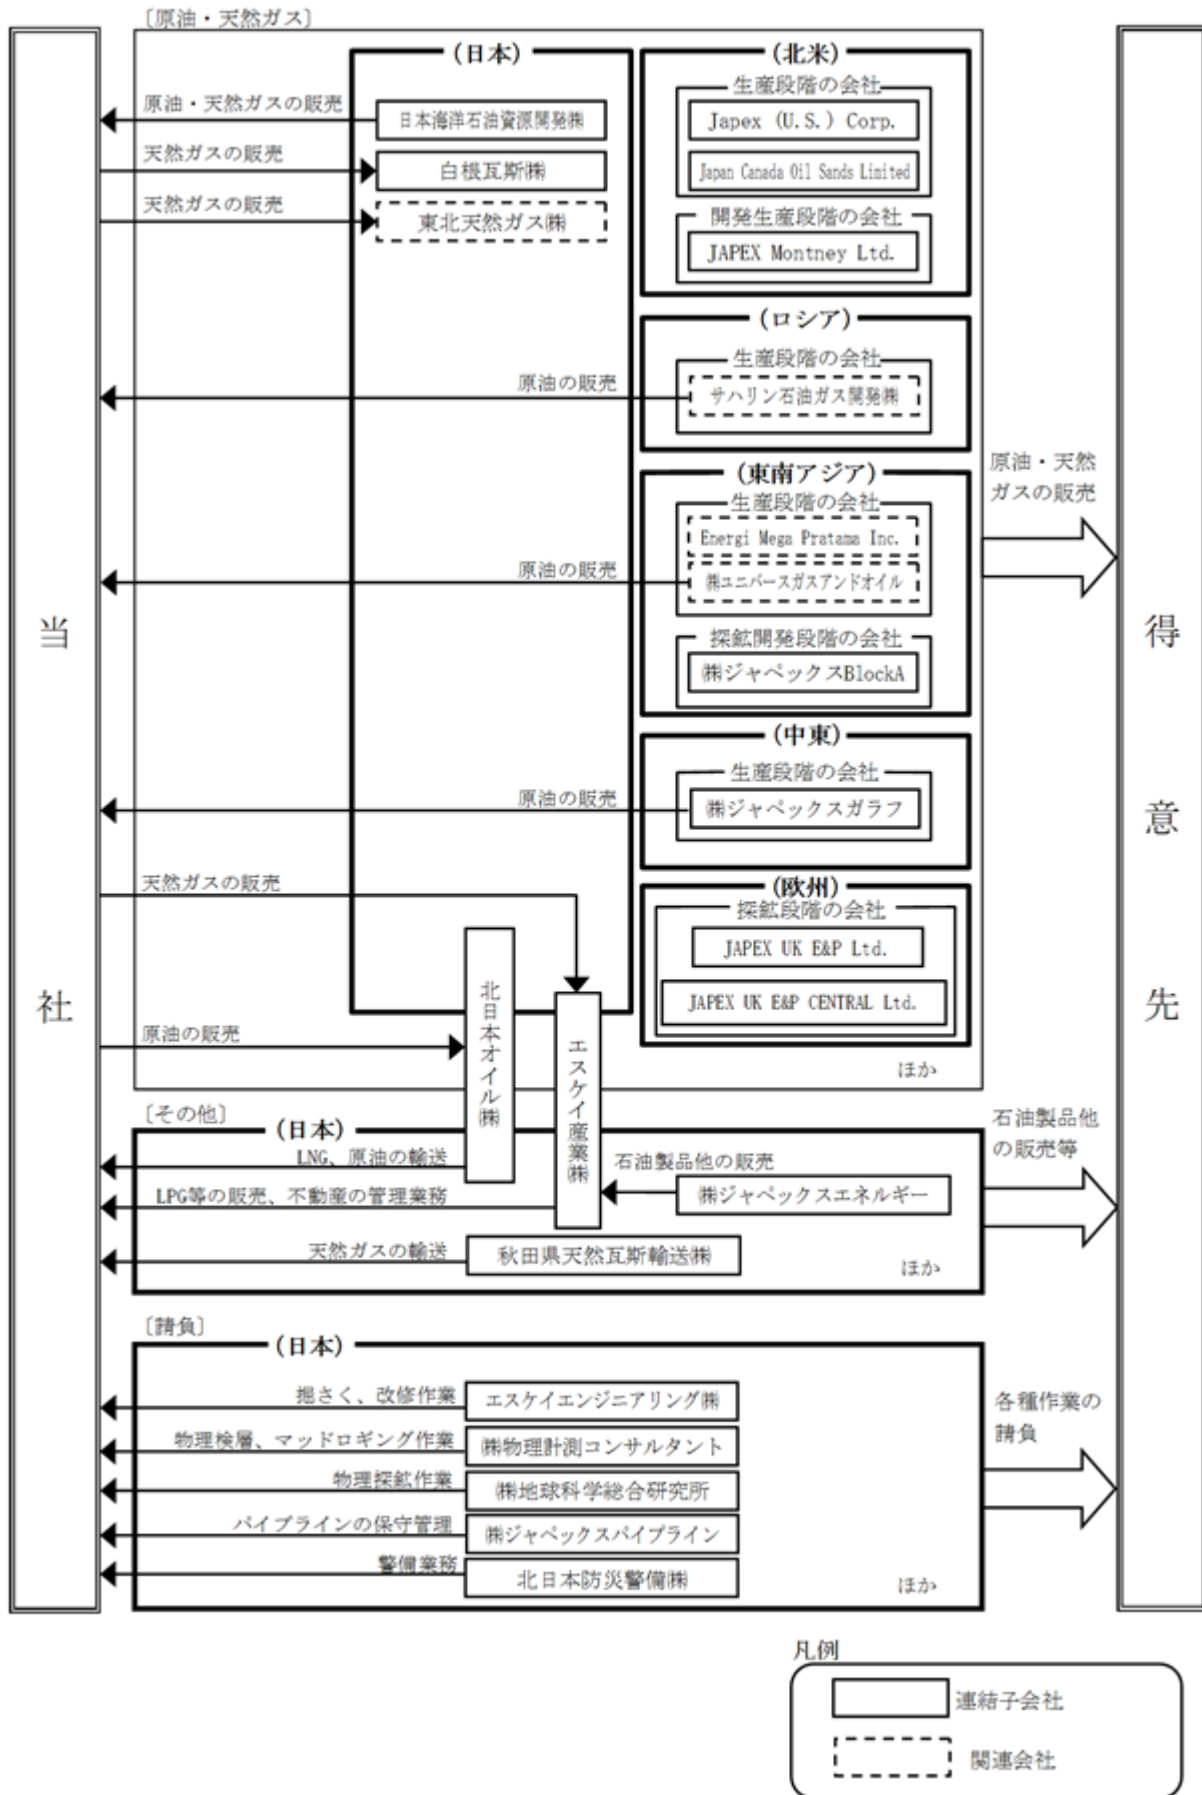 〔原油・天然ガス〕
(日本)
原油・天然ガスの販売
日本海洋石油資源開発㈱
天然ガスの販売
白根瓦斯㈱
天然ガスの販売
東北天然ガス㈱
(北米)
生産段階の会社
Japex (U.S.) Corp.
Japan Canada Oil Sands Limited
開発生産段階の会社
JAPEX Montney Ltd.
(ロシア)
生産段階の会社
原油の販売
サハリン石油ガス開発㈱
(東南アジア)
生産段階の会社
Energi Mega Pratama Inc.
原油の販売
㈱ユニバースガスアンドオイル
探鉱開発段階の会社
㈱ジャペックスBlockA
(中東)
生産段階の会社
原油の販売
㈱ジャペックスガラフ
(欧州)
探鉱段階の会社
JAPEX UK E&P Ltd.
JAPEX UK E&P CENTRAL Ltd.
天然ガスの販売
原油の販売
北日本オイル㈱
エスケイ産業㈱
ほか
原油・天然
ガスの販売
当社
得意先
〔その他〕
(日本)
LNG、原油の輸送
LPG等の販売、不動産の管理業務
石油製品他の販売
㈱ジャペックスエネルギー
天然ガスの輸送
秋田県天然瓦斯輸送㈱
ほか
石油製品他
の販売等
〔請負〕
(日本)
掘さく、改修作業
エスケイエンジニアリング㈱
物理検層、マッドロギング作業
㈱物理計測コンサルタント
物理探鉱作業
㈱地球科学総合研究所
パイプラインの保守管理
㈱ジャペックスパイプライン
警備業務
北日本防災警備㈱
ほか
各種作業の
請負
凡例
連結子会社
関連会社